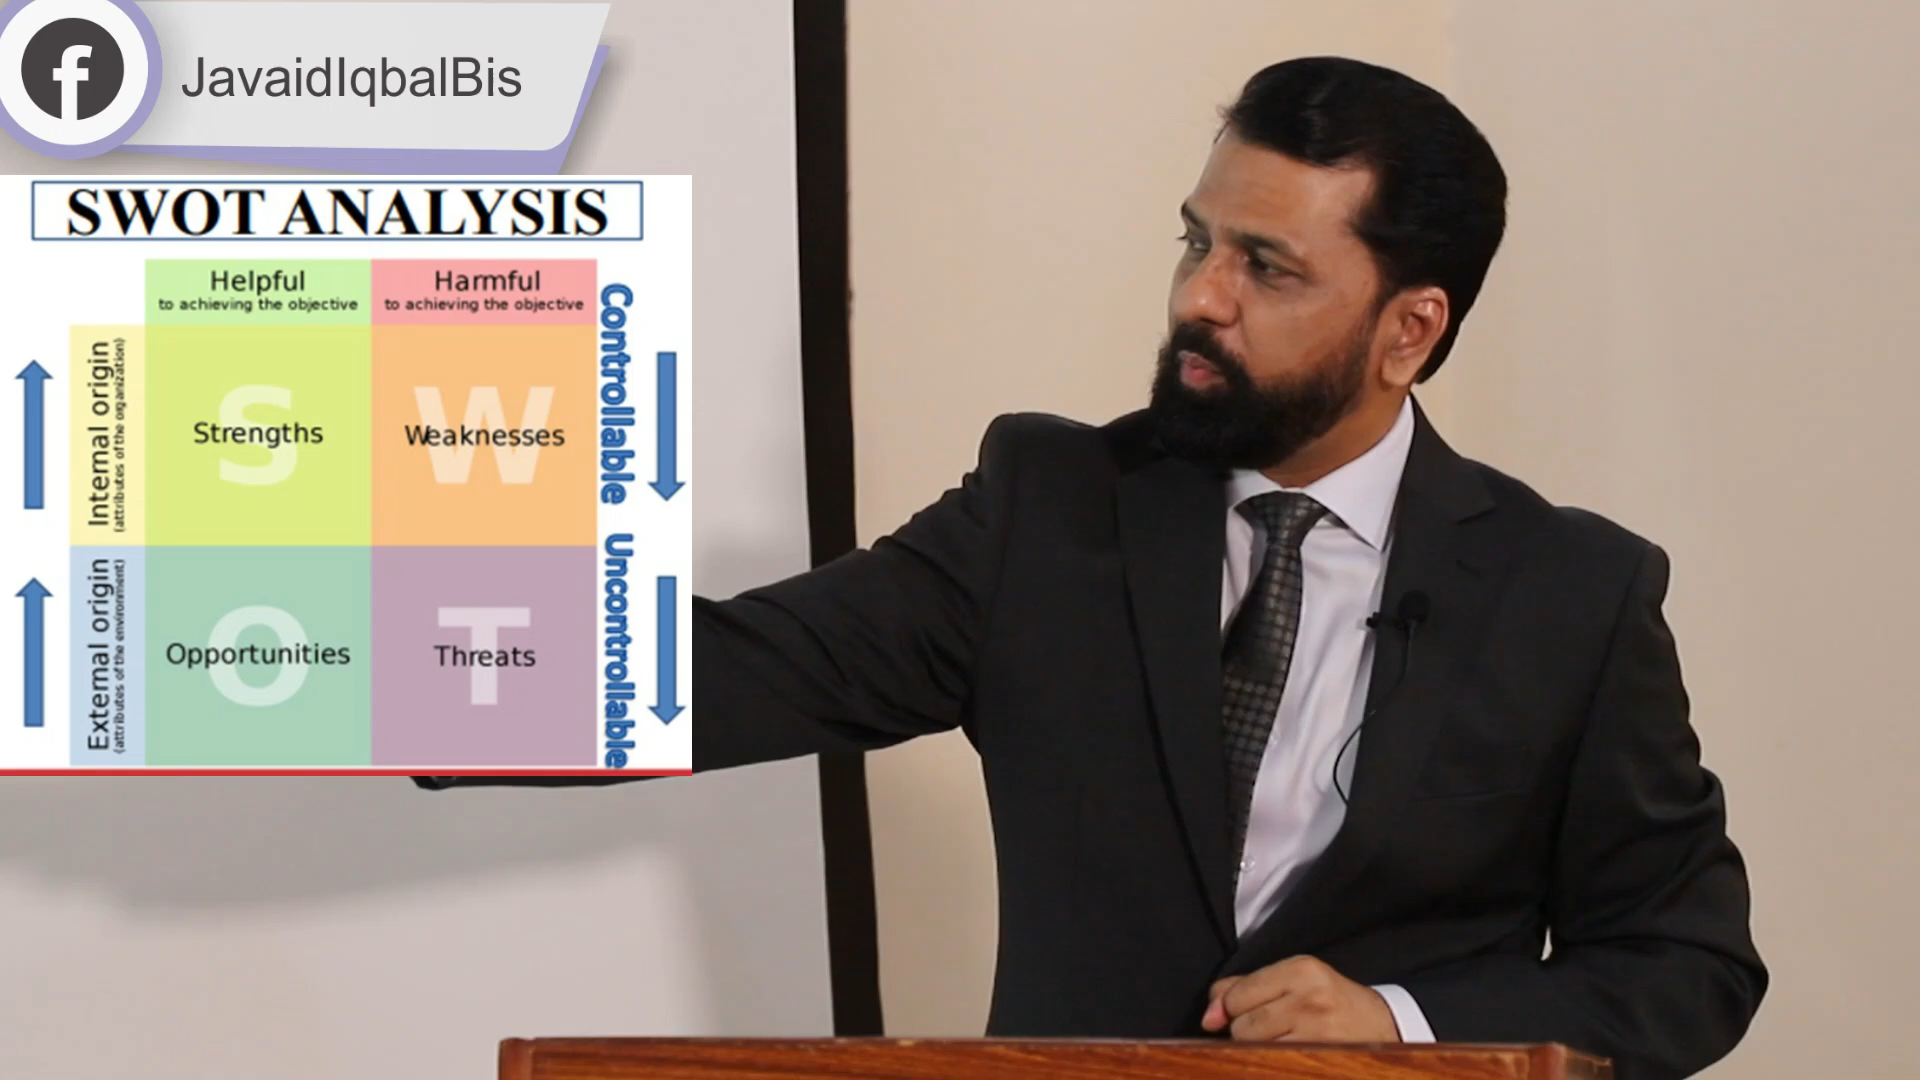 f
JavaidIqbalBis
SWOT ANALYSIS
Helpful
to achieving the objective
Harmful
to achieving the objective
Internal origin
(attributes of the organization)
S
Strengths
W
Weaknesses
Controllable
External origin
(attributes of the environment)
O
Opportunities
T
Threats
Uncontrollable